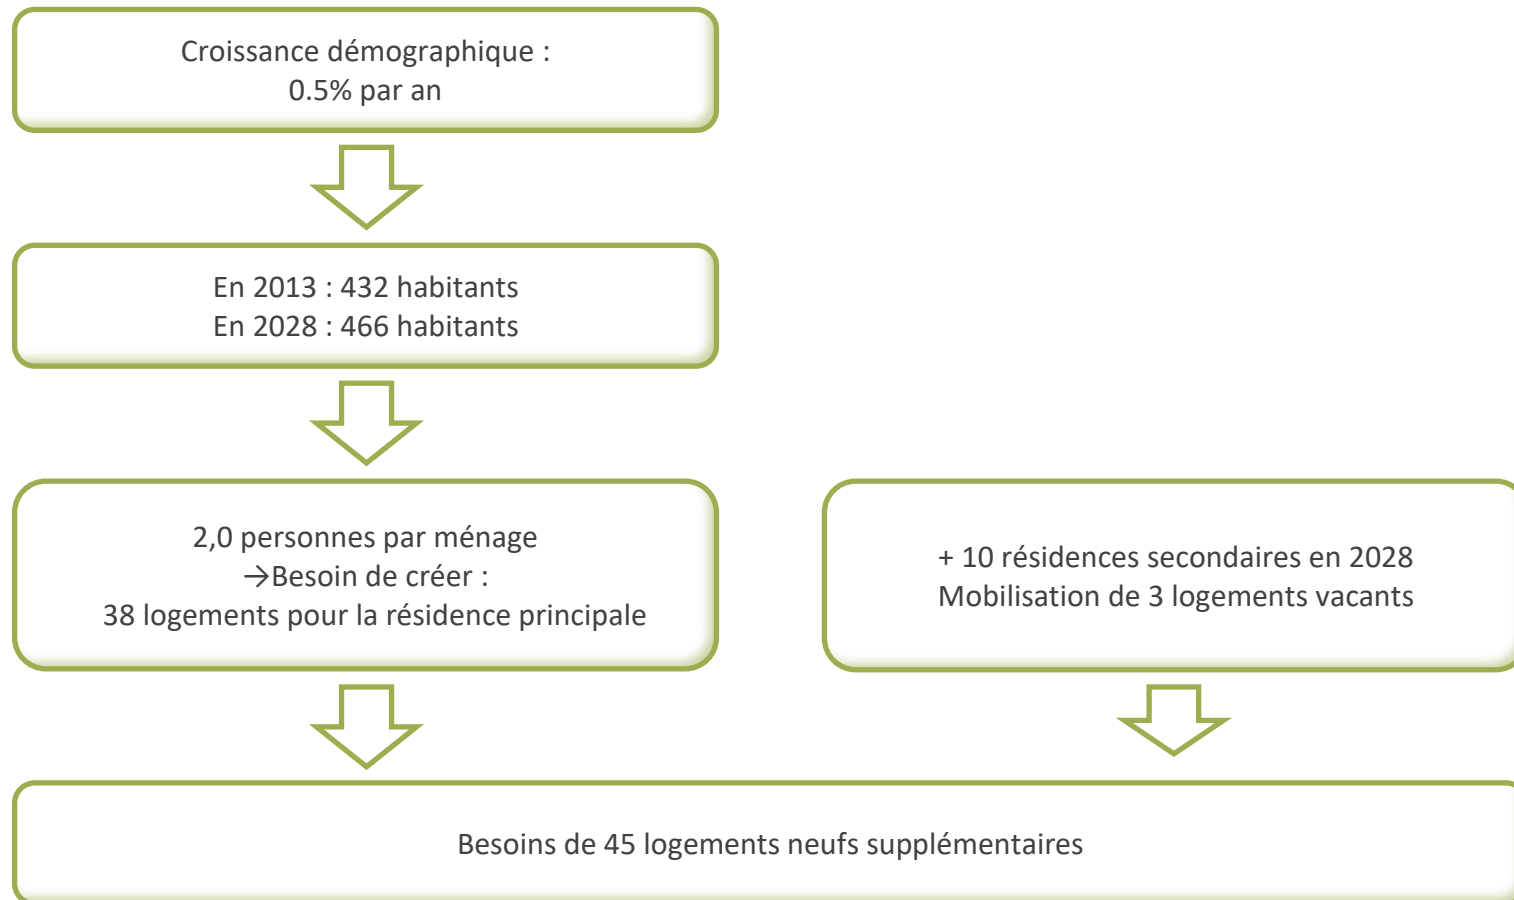 Croissance démographique :
0.5% par an
En 2013 : 432 habitants
En 2028 : 466 habitants
2,0 personnes par ménage
→Besoin de créer :
38 logements pour la résidence principale
+ 10 résidences secondaires en 2028
Mobilisation de 3 logements vacants
Besoins de 45 logements neufs supplémentaires